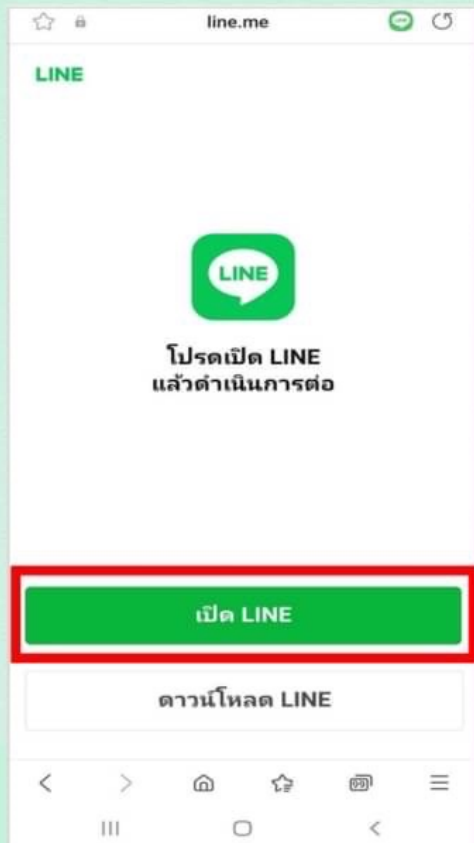 line.me
LINE
LINE
โปรดเปิด LINE
แล้วดำเนินการต่อ
เปิด LINE
ดาวน์โหลด LINE